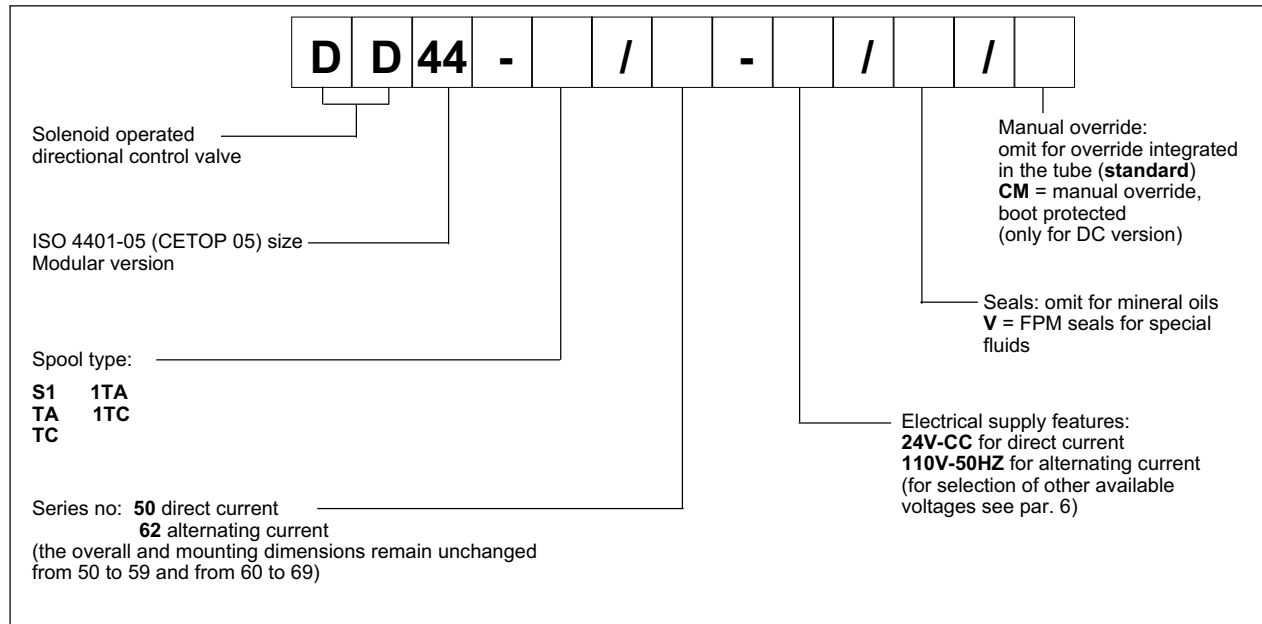 D D 44 - / - / /
Solenoid operated
directional control valve
ISO 4401-05 (CETOP 05) size
Modular version
Spool type:
S1 1TA
TA 1TC
TC
Series no: 50 direct current
62 alternating current
(the overall and mounting dimensions remain unchanged
from 50 to 59 and from 60 to 69)
Manual override:
omit for override integrated
in the tube (standard)
CM = manual override,
boot protected
(only for DC version)
Seals: omit for mineral oils
V = FPM seals for special
fluids
Electrical supply features:
24V-CC for direct current
110V-50HZ for alternating current
(for selection of other available
voltages see par. 6)